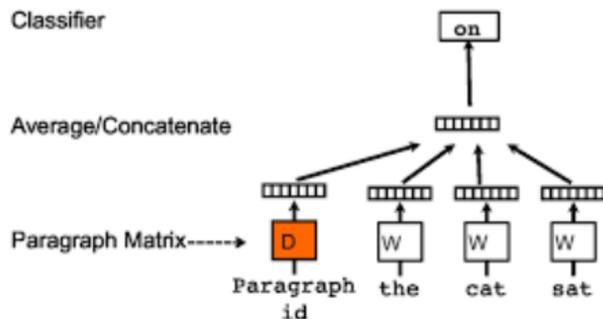 Classifier
on
Average/Concatenate
Paragraph Matrix
D
W
W
W
Paragraph
id
the
cat
sat